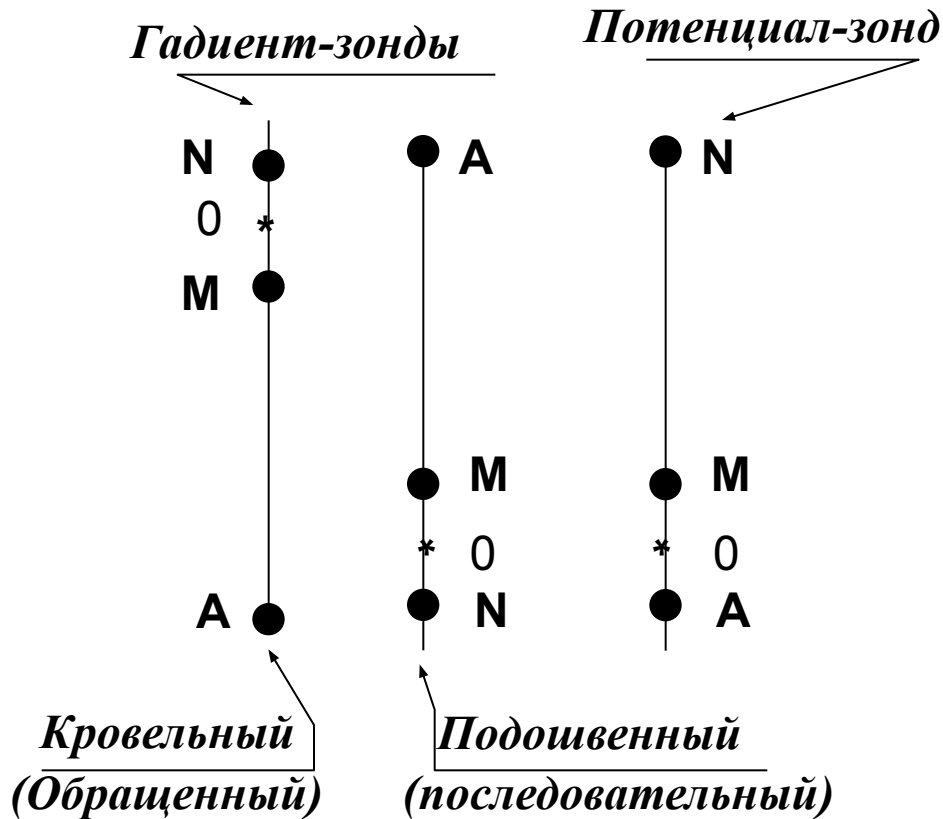 Гадиент-зонды
Потенциал-зонд
N A N
0
M
M M
0 0
A N A
Кровельный
(Обращенный)
Подошвенный
(последовательный)